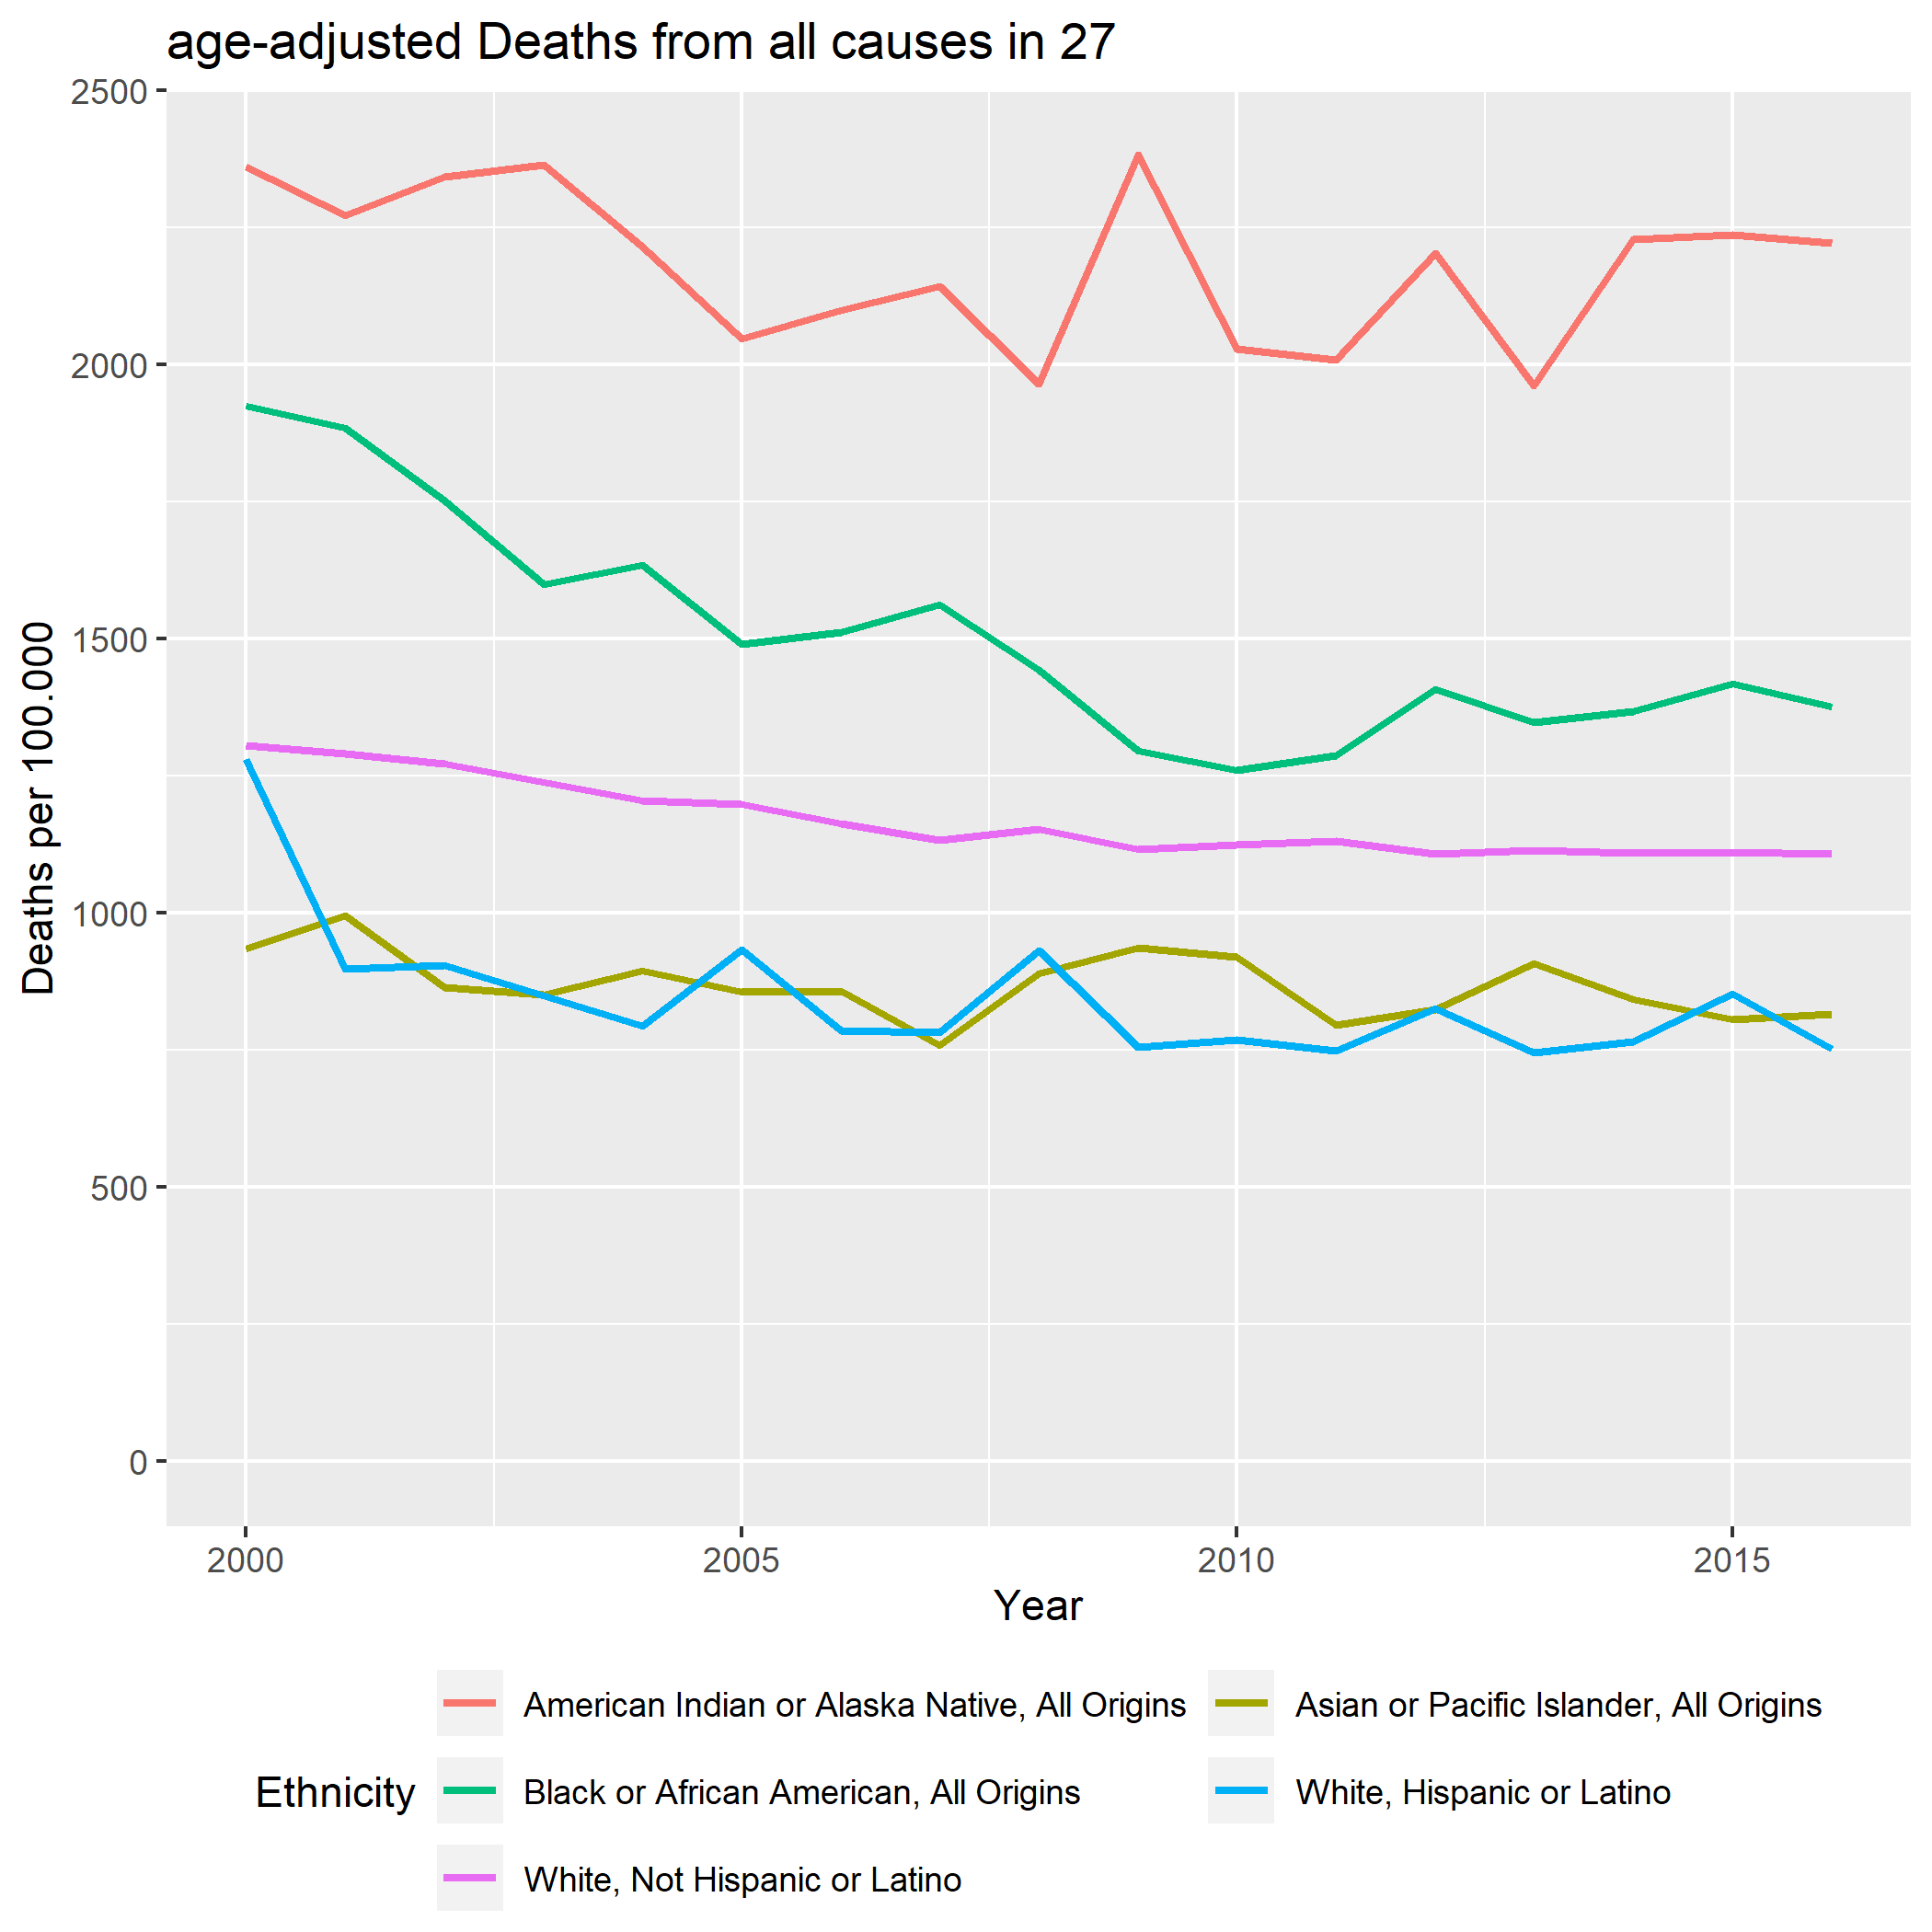 age-adjusted Deaths from all causes in 27
2500
2000
1500
1000
500
0
Deaths per 100.000
2000 2005 2010 2015
Year
Ethnicity
American Indian or Alaska Native, All Origins
Asian or Pacific Islander, All Origins
Black or African American, All Origins
White, Hispanic or Latino
White, Not Hispanic or Latino